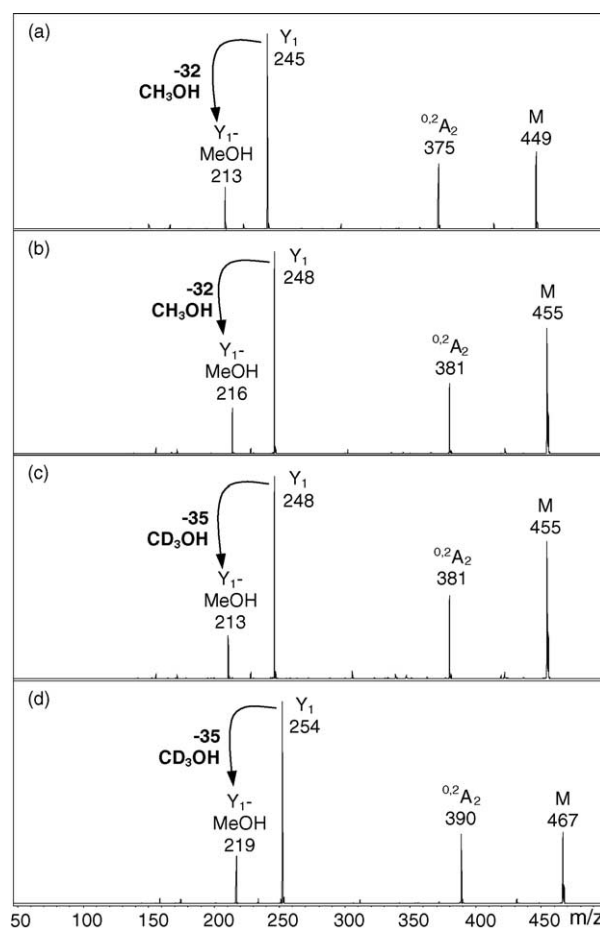 (a)
Y₁
245
-32
CH₃OH
Y₁-
MeOH
213
⁰,²A₂
375
M
449
(b)
Y₁
248
-32
CH₃OH
Y₁-
MeOH
216
⁰,²A₂
381
M
455
(c)
Y₁
248
-35
CD₃OH
Y₁-
MeOH
213
⁰,²A₂
381
M
455
(d)
Y₁
254
-35
CD₃OH
Y₁-
MeOH
219
⁰,²A₂
390
M
467
50 100 150 200 250 300 350 400 450 m/z